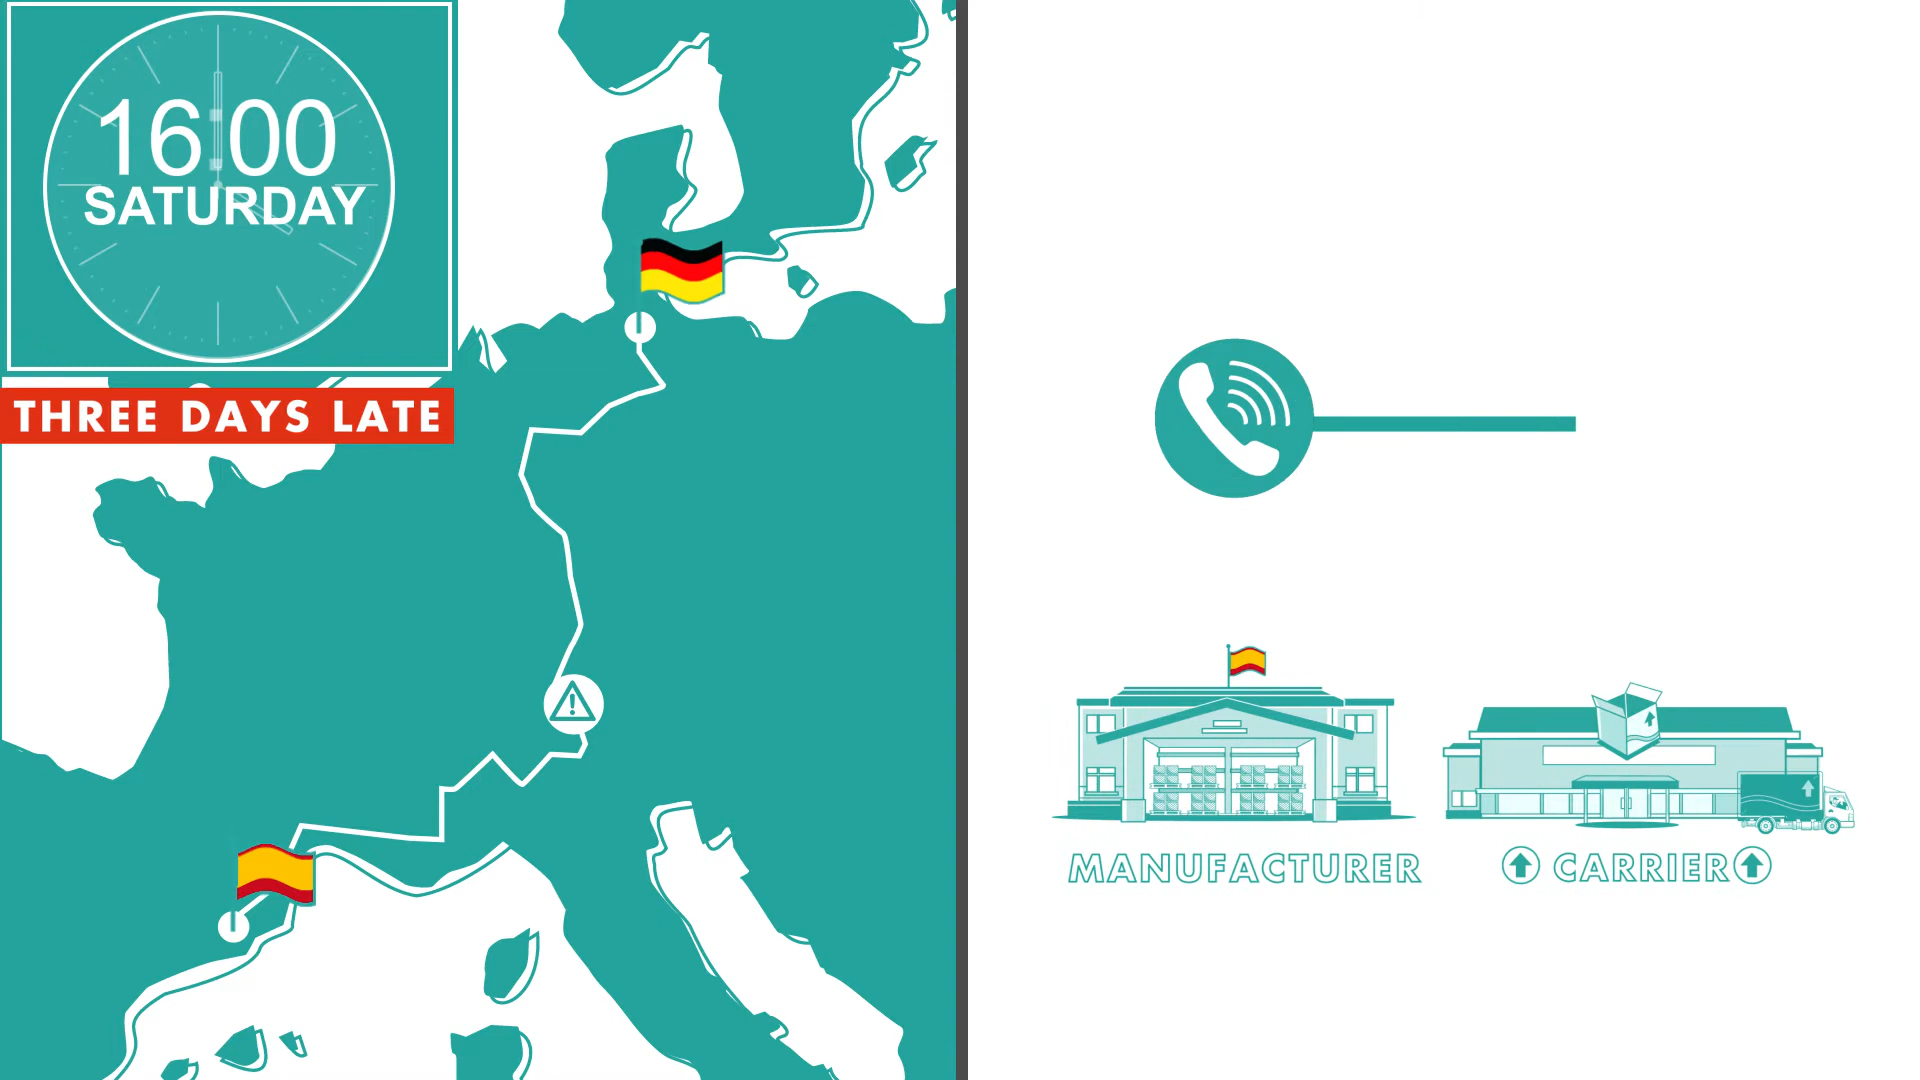 16:00
SATURDAY
THREE DAYS LATE
MANUFACTURER
CARRIER